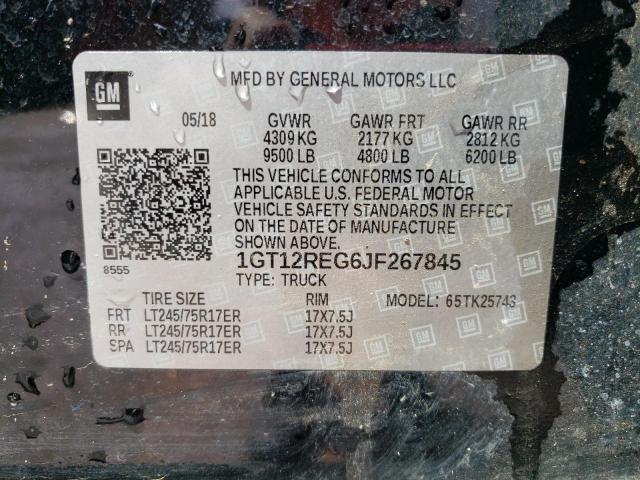 GM
MFD BY GENERAL MOTORS LLC
05/18 GVWR GAWR FRT GAWR RR
4309 KG 2177 KG 2812 KG
9500 LB 4800 LB 6200 LB
THIS VEHICLE CONFORMS TO ALL
APPLICABLE U.S. FEDERAL MOTOR
VEHICLE SAFETY STANDARDS IN EFFECT
ON THE DATE OF MANUFACTURE
SHOWN ABOVE.
8555
1GT12REG6JF267845
TYPE: TRUCK
TIRE SIZE RIM MODEL: 65TK25743
FRT LT245/75R17ER 17X7.5J
RR LT245/75R17ER 17X7.5J
SPA LT245/75R17ER 17X7.5J